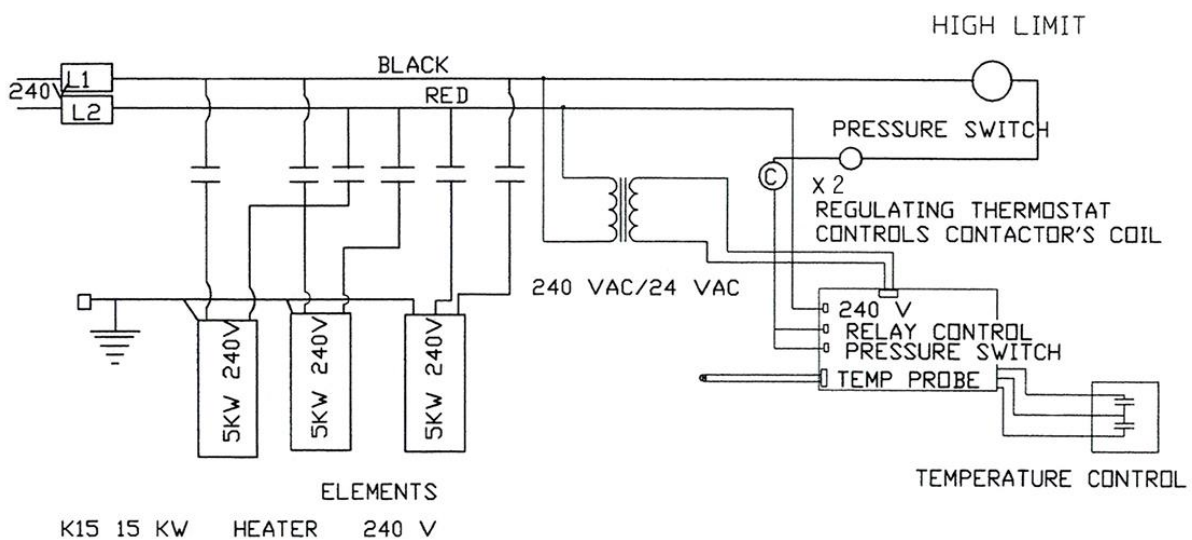 HIGH LIMIT
L1
BLACK
240V
RED
L2
PRESSURE SWITCH
C
X2
REGULATING THERMOSTAT
CONTROLS CONTACTOR'S COIL
240 VAC/24 VAC
240 V
RELAY CONTROL
PRESSURE SWITCH
TEMP PROBE
5KW 240V
5KW 240V
5KW 240V
TEMPERATURE CONTROL
ELEMENTS
K15 15 KW HEATER 240 V